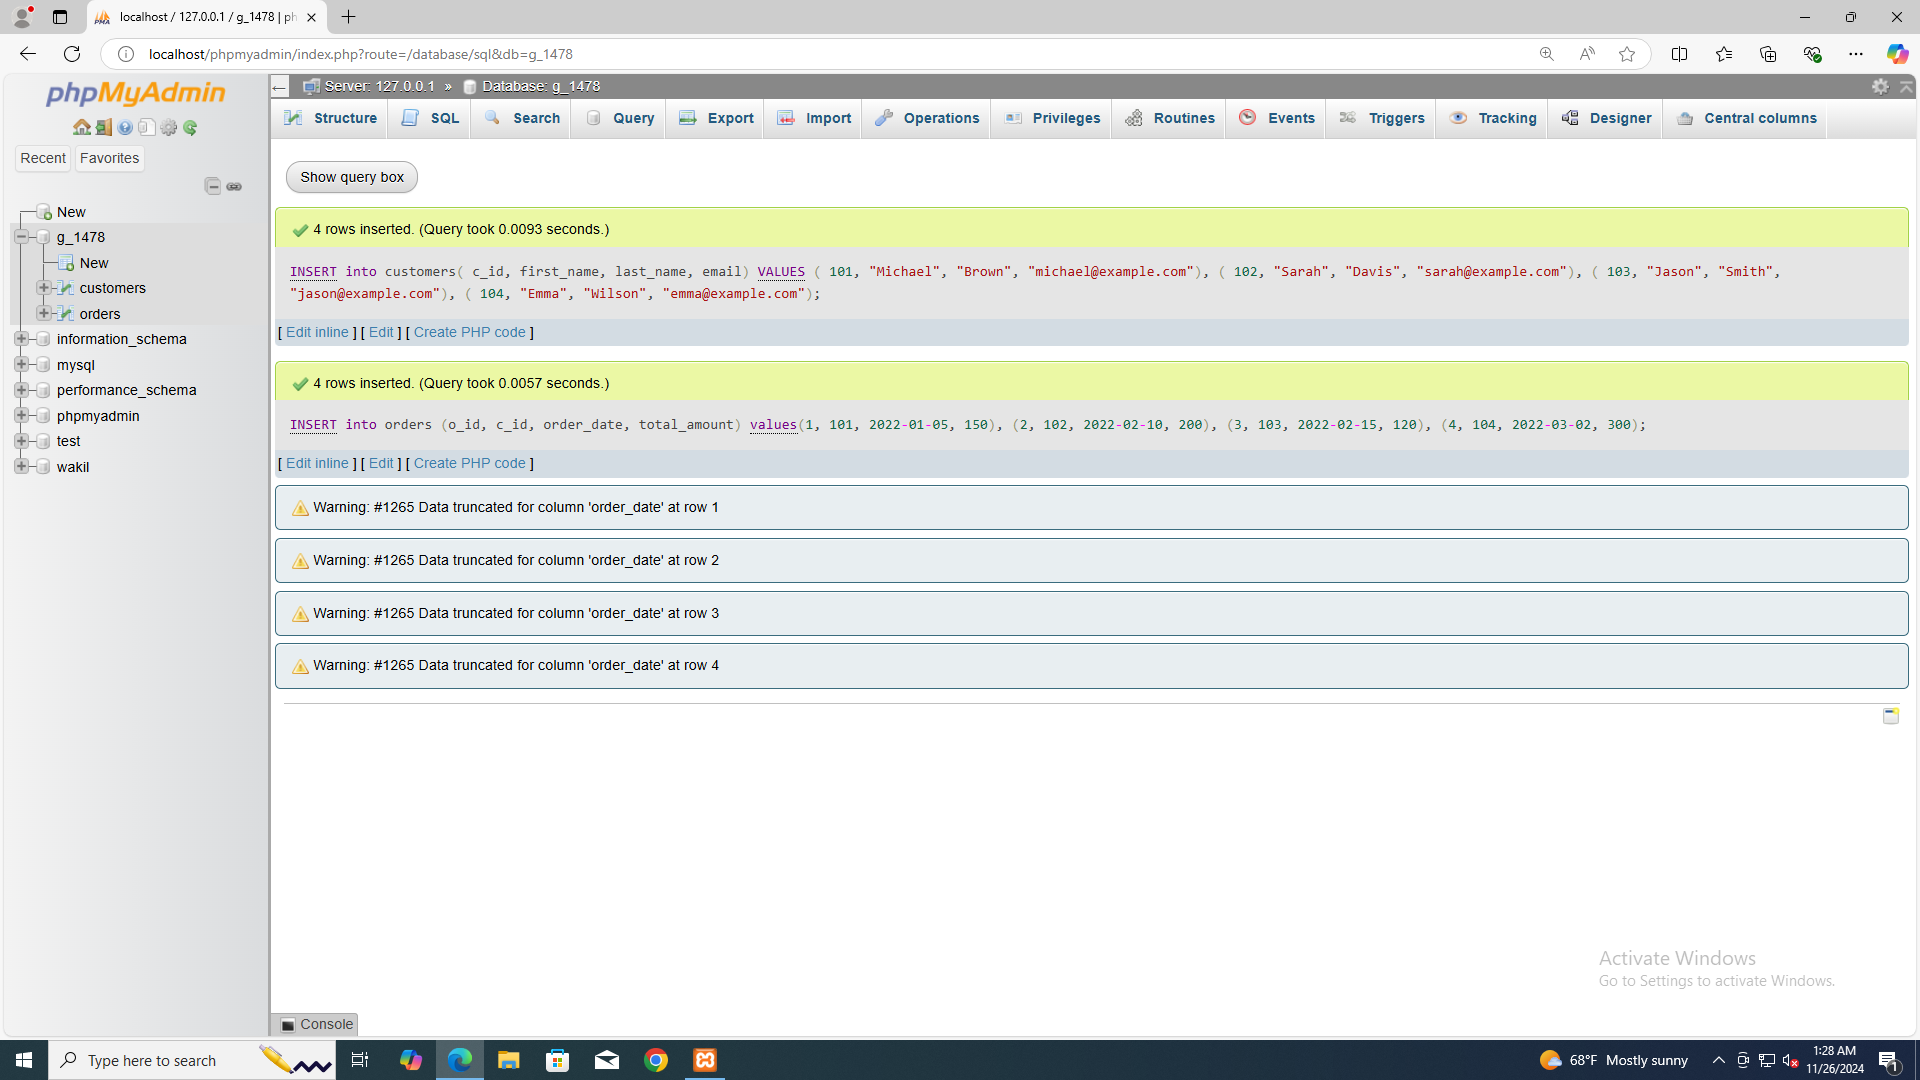 localhost / 127.0.0.1 / g_1478 | ph
localhost/phpmyadmin/index.php?route=/database/sql&db=g_1478
phpMyAdmin
Recent
Favorites
New
g_1478
New
customers
orders
information_schema
mysql
performance_schema
phpmyadmin
test
wakil
Server: 127.0.0.1 » Database: g_1478
Structure
SQL
Search
Query
Export
Import
Operations
Privileges
Routines
Events
Triggers
Tracking
Designer
Central columns
Show query box
4 rows inserted. (Query took 0.0093 seconds.)
INSERT into customers( c_id, first_name, last_name, email) VALUES ( 101, "Michael", "Brown", "michael@example.com"), ( 102, "Sarah", "Davis", "sarah@example.com"), ( 103, "Jason", "Smith",
"jason@example.com"), ( 104, "Emma", "Wilson", "emma@example.com");
[ Edit inline ] [ Edit ] [ Create PHP code ]
4 rows inserted. (Query took 0.0057 seconds.)
INSERT into orders (o_id, c_id, order_date, total_amount) values(1, 101, 2022-01-05, 150), (2, 102, 2022-02-10, 200), (3, 103, 2022-02-15, 120), (4, 104, 2022-03-02, 300);
[ Edit inline ] [ Edit ] [ Create PHP code ]
Warning: #1265 Data truncated for column 'order_date' at row 1
Warning: #1265 Data truncated for column 'order_date' at row 2
Warning: #1265 Data truncated for column 'order_date' at row 3
Warning: #1265 Data truncated for column 'order_date' at row 4
Activate Windows
Go to Settings to activate Windows.
Console
Type here to search
68°F Mostly sunny
1:28 AM
11/26/2024
1